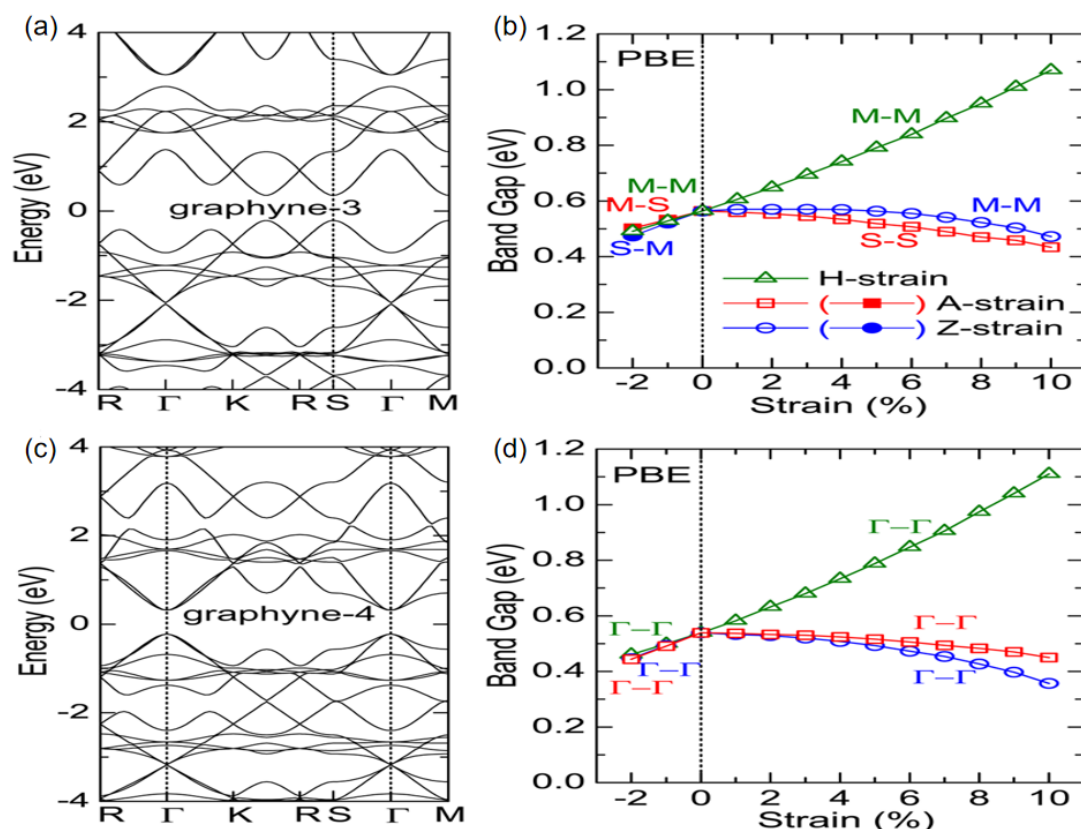 (a)
4
2
0
-2
-4
Energy (eV)
graphyne-3
R Γ K R S Γ M
(b)
1.2
1.0
0.8
0.6
0.4
0.2
0.0
Band Gap (eV)
PBE
M-M
M-M
M-S
S-M
M-M
S-S
H-strain
( ) A-strain
( ) Z-strain
-2 0 2 4 6 8 10
Strain (%)
(c)
4
2
0
-2
-4
Energy (eV)
graphyne-4
R Γ K R S Γ M
(d)
1.2
1.0
0.8
0.6
0.4
0.2
0.0
Band Gap (eV)
PBE
Γ-Γ
Γ-Γ
Γ-Γ
Γ-Γ
Γ-Γ
Γ-Γ
-2 0 2 4 6 8 10
Strain (%)